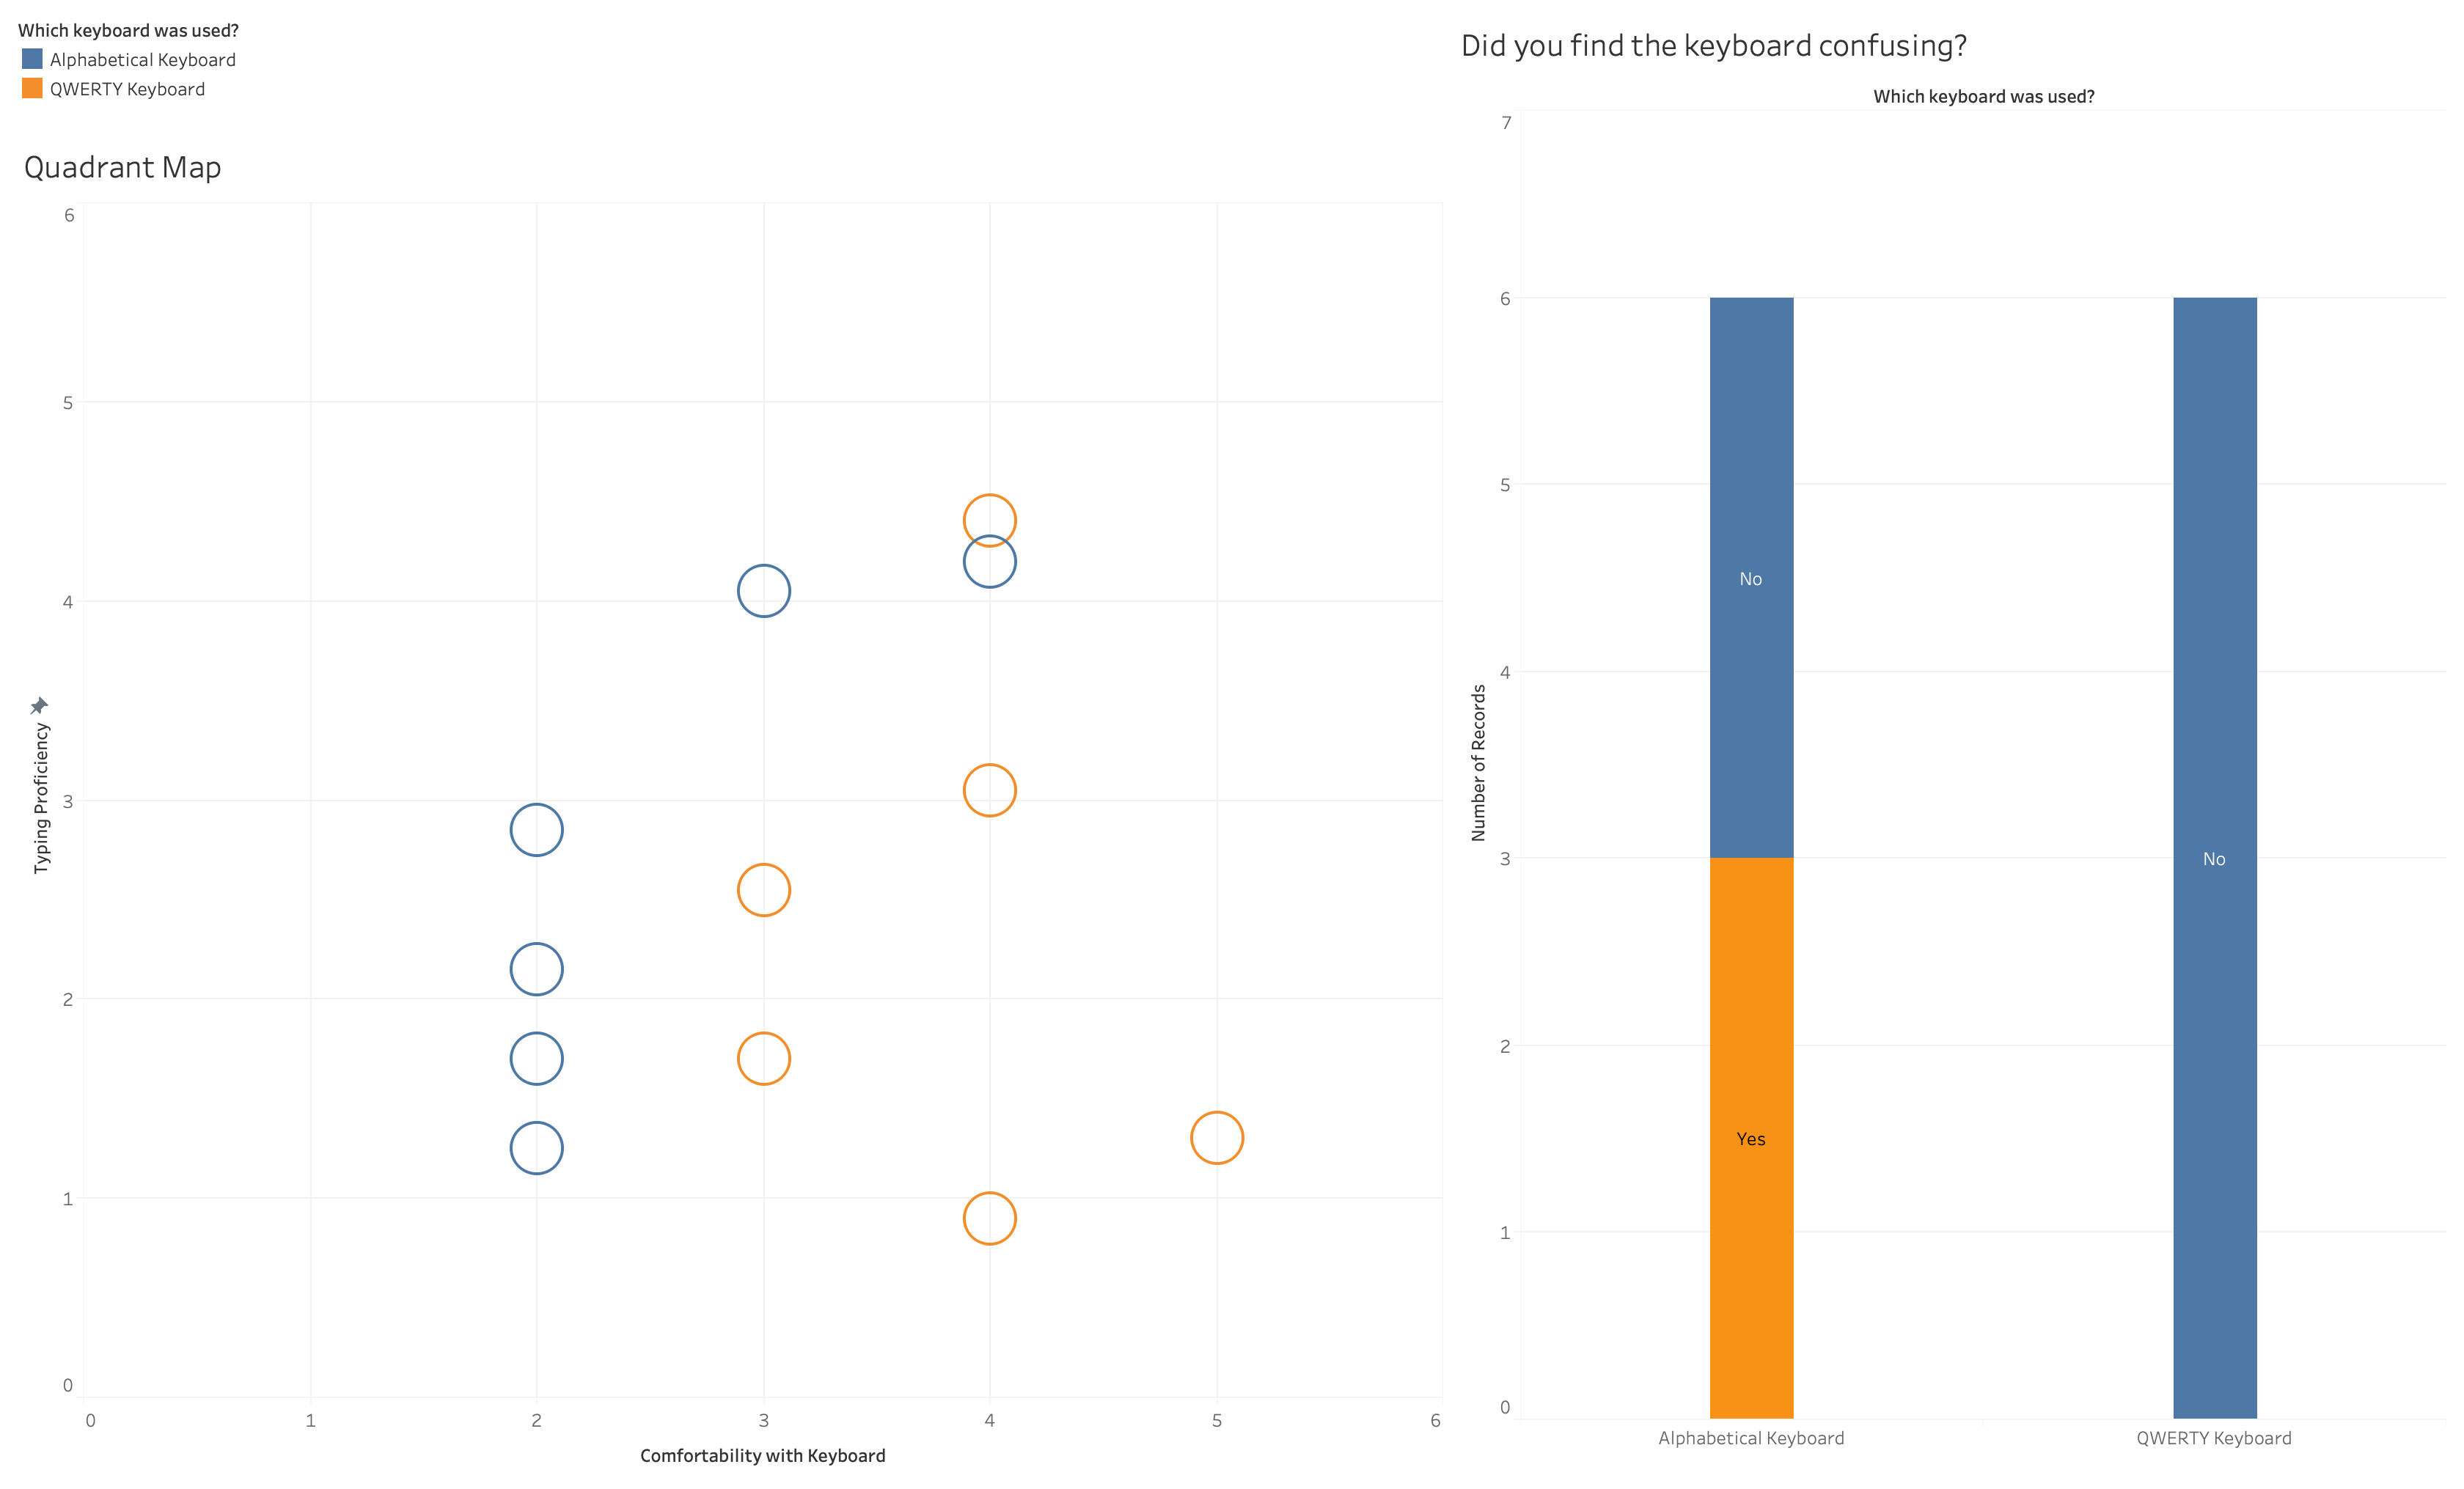 Which keyboard was used?
Alphabetical Keyboard
QWERTY Keyboard
Quadrant Map
6
5
4
3
2
1
0
Typing Proficiency
0 1 2 3 4 5 6
Comfortability with Keyboard
Did you find the keyboard confusing?
Which keyboard was used?
7
6
5
4
3
2
1
0
Number of Records
No
No
Yes
Alphabetical Keyboard QWERTY Keyboard